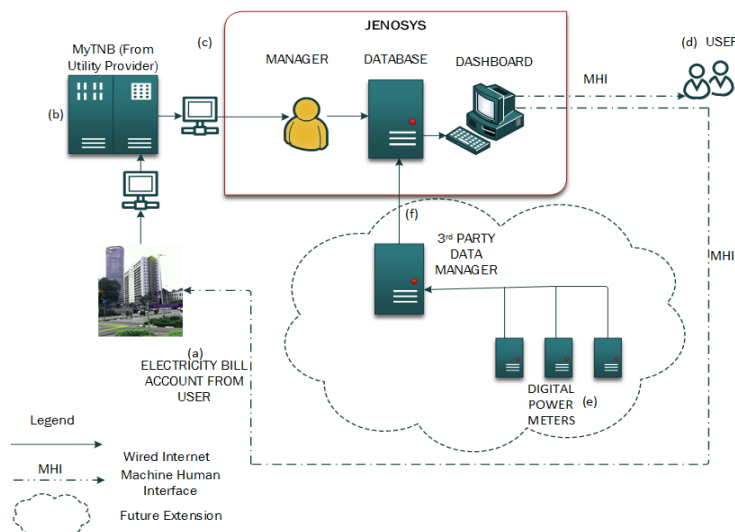 JENOSYS
MyTNB (From
Utility Provider)
(c)
(d) USER
MANAGER
DATABASE
DASHBOARD
MHI
(b)
(f)
3rd PARTY
DATA
MANAGER
MHI
(a)
ELECTRICITY BILL
ACCOUNT FROM
USER
DIGITAL
POWER (e)
METERS
Legend
Wired Internet
MHI
Machine Human
Interface
Future Extension